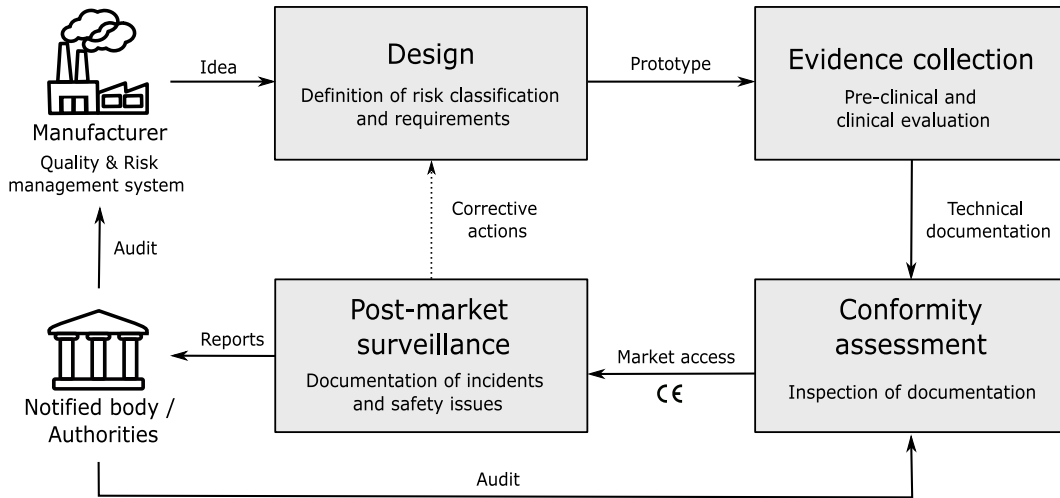 Manufacturer
Quality & Risk
management system
Idea
Design
Definition of risk classification
and requirements
Prototype
Evidence collection
Pre-clinical and
clinical evaluation
Audit
Corrective
actions
Technical
documentation
Notified body /
Authorities
Reports
Post-market
surveillance
Documentation of incidents
and safety issues
Market access
CE
Conformity
assessment
Inspection of documentation
Audit